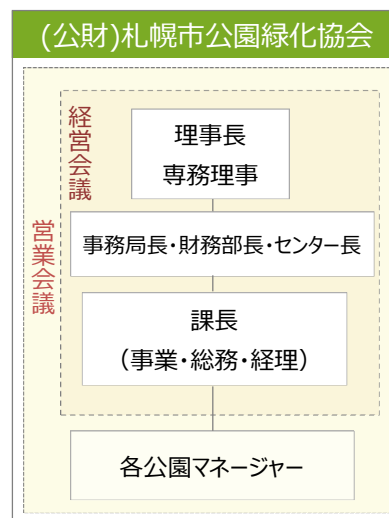 (公財)札幌市公園緑化協会
経営会議
理事長
専務理事
営業会議
事務局長・財務部長・センター長
課長
（事業・総務・経理）
各公園マネージャー